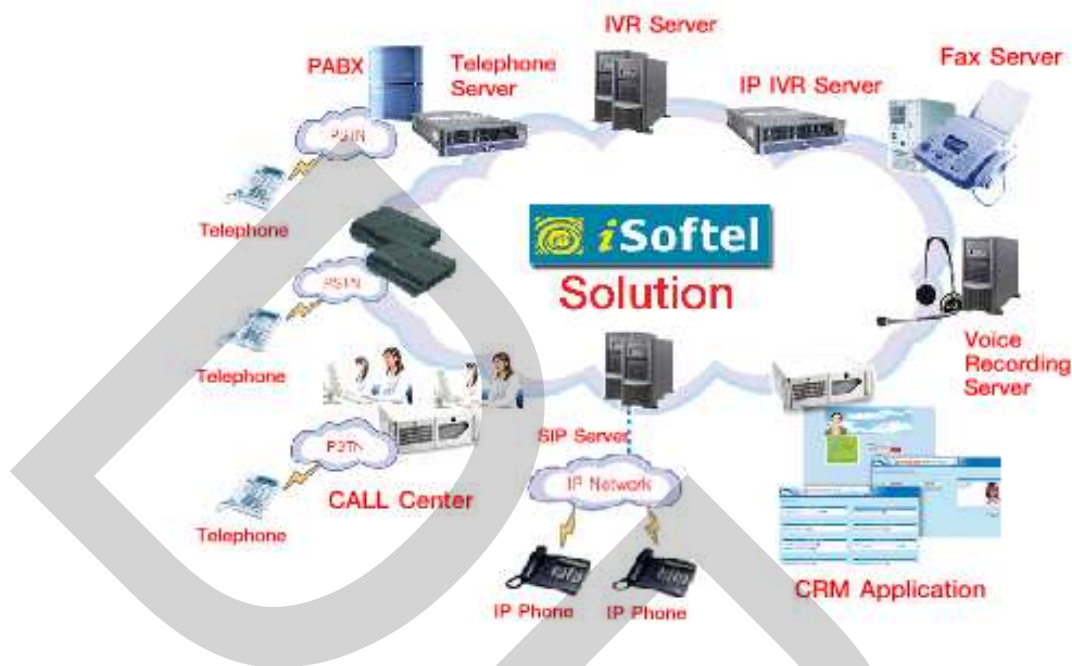 IVR Server
Fax Server
PABX
Telephone
Server
IP IVR Server
PSTN
Telephone
iSoftel
Solution
PSTN
Telephone
Voice
Recording
Server
SIP Server
PSTN
IP Network
CALL Center
Telephone
CRM Application
IP Phone
IP Phone